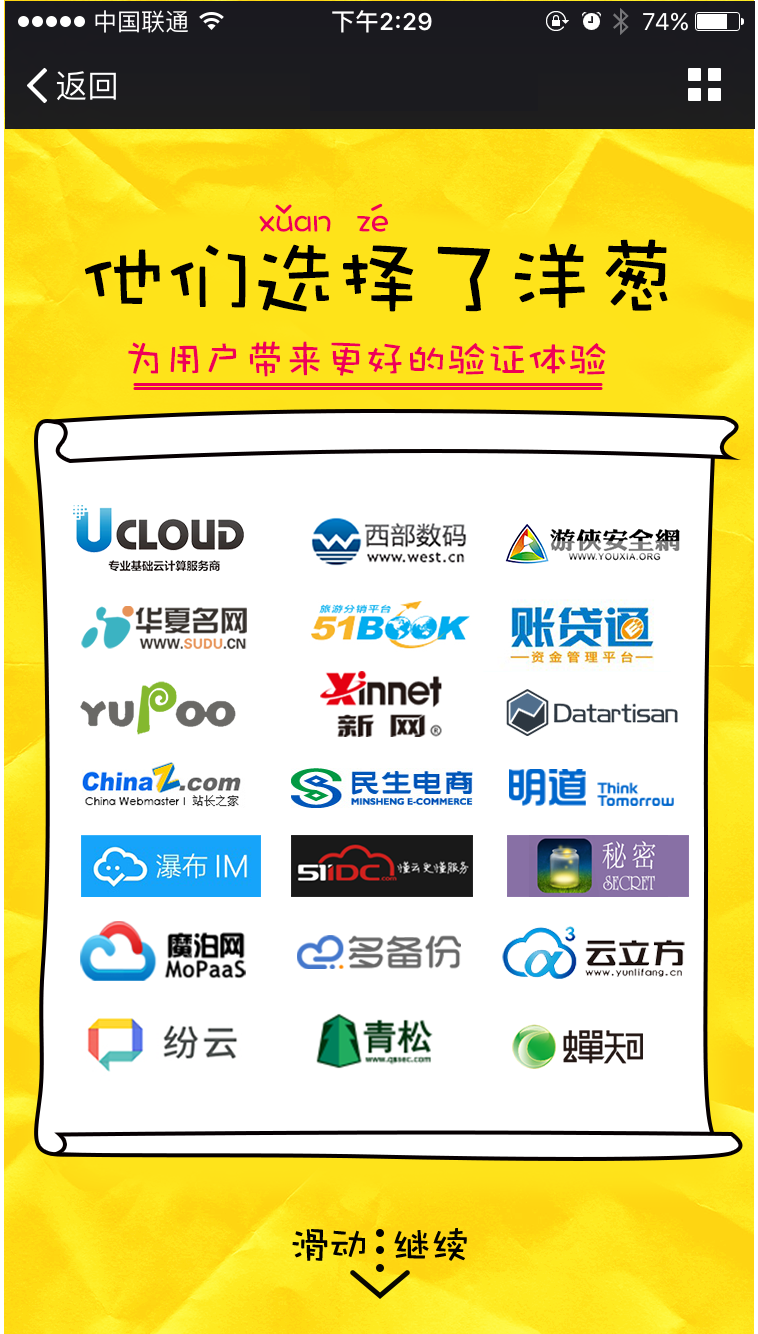 中国联通 下午2:29 74%
返回
xuǎn zé
他们选择了洋葱
为用户带来更好的验证体验
UCLOUD
专业基础云计算服务商
西部数码
www.west.cn
游侠安全網
WWW.YOUXIA.ORG
华夏名网
WWW.SUDU.CN
旅游分销平台
51BOOK
账贷通
资金管理平台
YUPOO
Xinnet
新网®
Datartisan
ChinaZ.com
China Webmaster | 站长之家
民生电商
MINSHENG E-COMMERCE
明道 Think
Tomorrow
瀑布IM
51IDC.com 懂云更懂服务
秘密
SECRET
魔泊网
MoPaaS
多备份
3
云立方
www.yunlifang.cn
纷云
青松
www.qssec.com
蝉知
滑动⋮继续